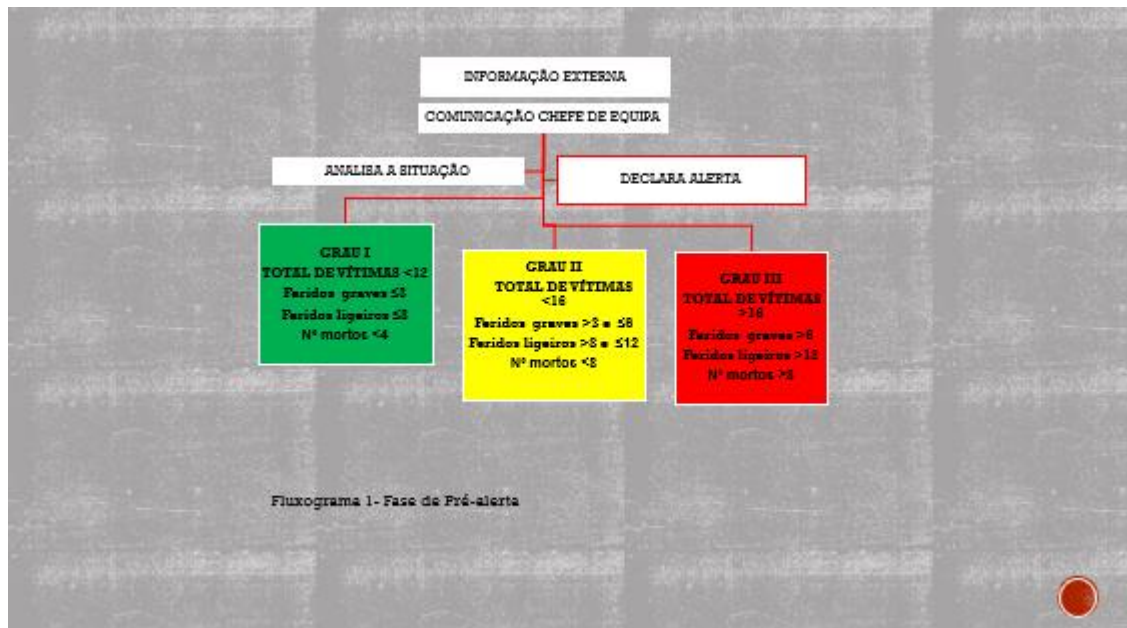 INFORMAÇÃO EXTERNA
COMUNICAÇÃO CHEFE DE EQUIPA
ANALISA A SITUAÇÃO
DECLARA ALERTA
GRAU I
TOTAL DE VÍTIMAS <12
Feridos graves ≤3
Feridos ligeiros ≤8
Nº mortos <4
GRAU II
TOTAL DE VÍTIMAS
<16
Feridos graves >3 e ≤6
Feridos ligeiros >8 e ≤12
Nº mortos <8
GRAU III
TOTAL DE VÍTIMAS
>16
Feridos graves >6
Feridos ligeiros >12
Nº mortos >8
Fluxograma 1- Fase de Pré-alerta